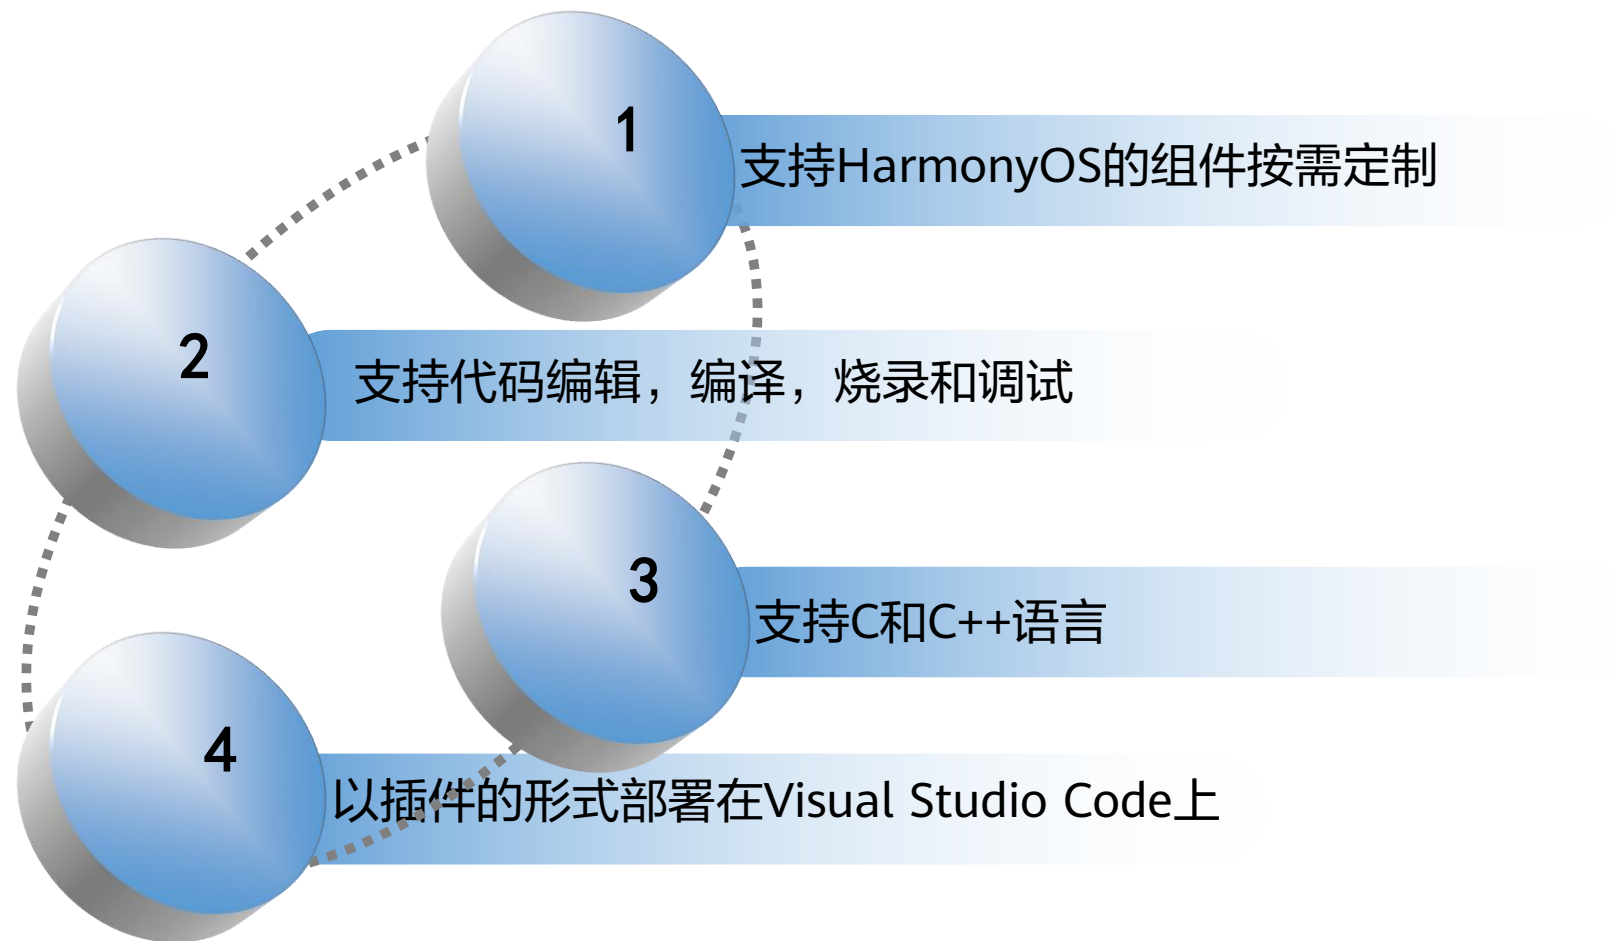 1
支持HarmonyOS的组件按需定制
2
支持代码编辑，编译，烧录和调试
3
支持C和C++语言
4
以插件的形式部署在Visual Studio Code上